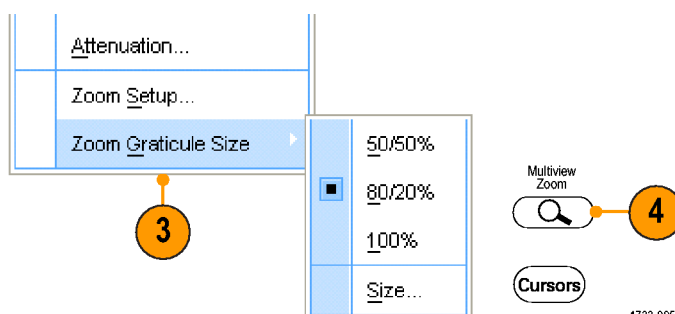 Attenuation...
Zoom Setup...
Zoom Graticule Size
50/50%
80/20%
100%
Size...
3
Multiview
Zoom
4
Cursors